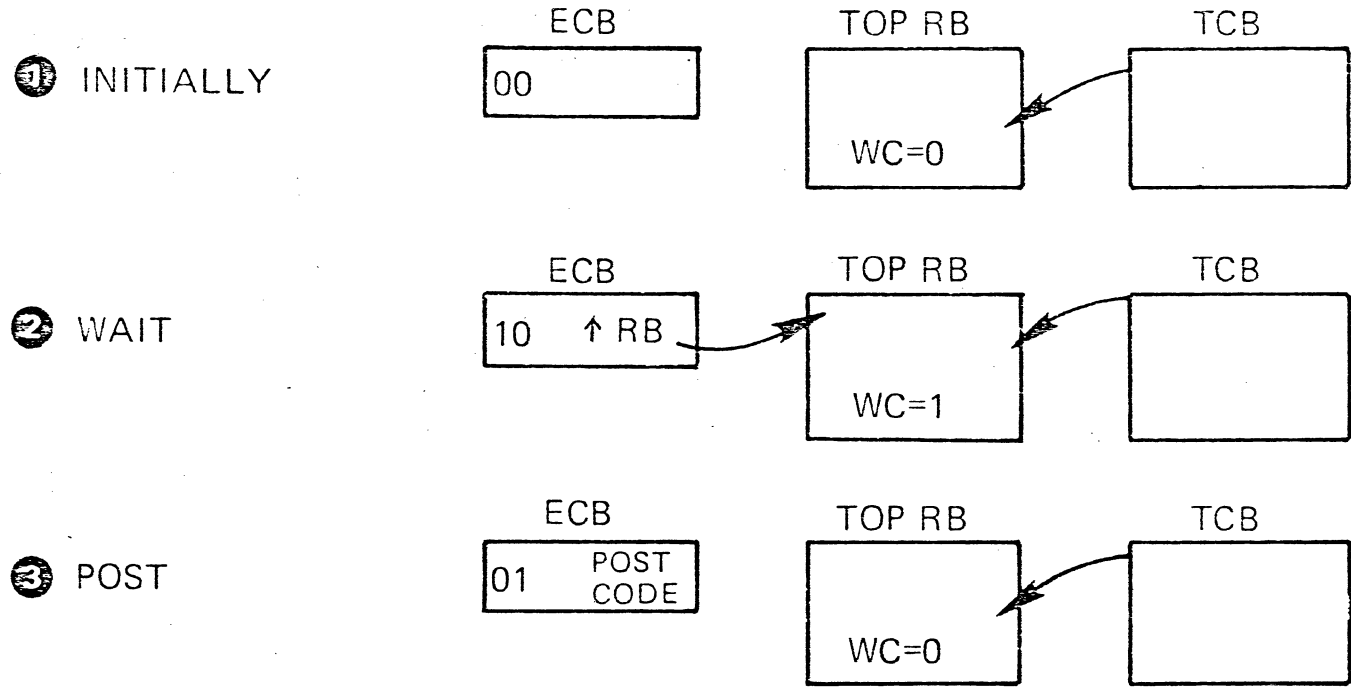 ECB TOP RB TCB
1 INITIALLY 00
WC=0
ECB TOP RB TCB
2 WAIT 10 ↑ RB
WC=1
ECB TOP RB TCB
3 POST 01 POST
CODE
WC=0